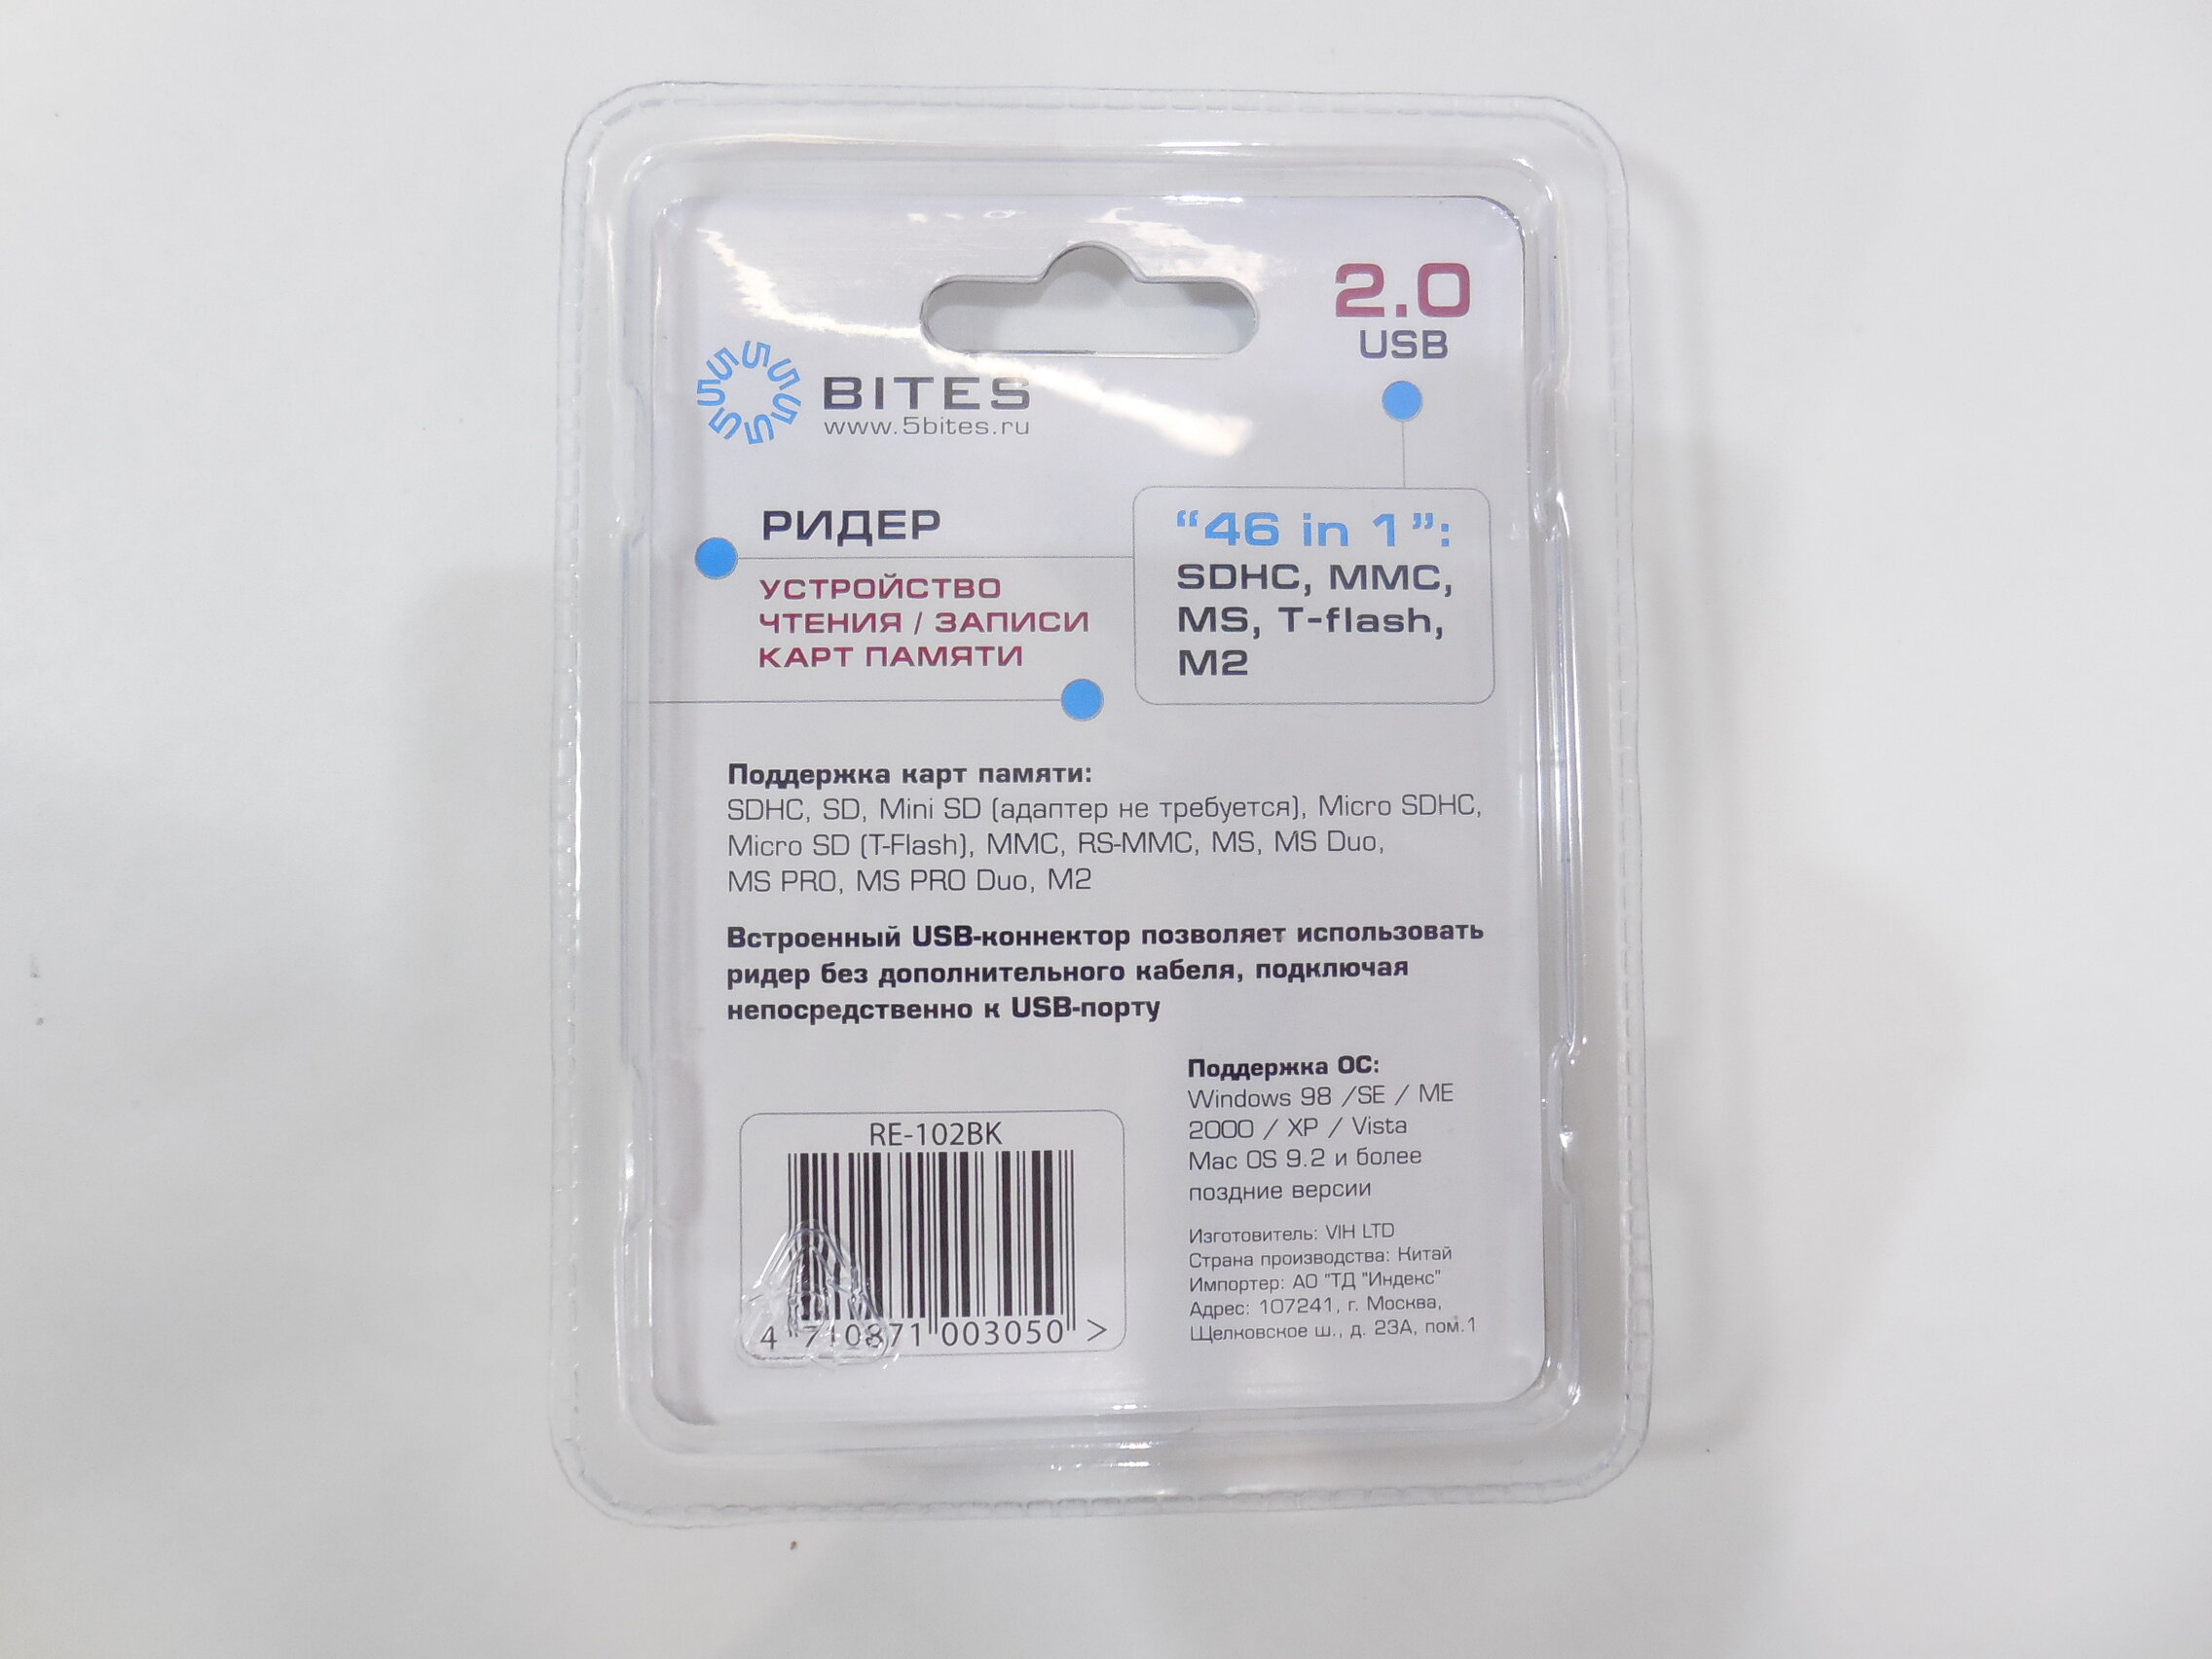 2.0
USB
BITES
www.5bites.ru
РИДЕР
УСТРОЙСТВО
ЧТЕНИЯ / ЗАПИСИ
КАРТ ПАМЯТИ
“46 in 1”:
SDHC, MMC,
MS, T-flash,
M2
Поддержка карт памяти:
SDHC, SD, Mini SD (адаптер не требуется), Micro SDHC,
Micro SD (T-Flash), MMC, RS-MMC, MS, MS Duo,
MS PRO, MS PRO Duo, M2
Встроенный USB-коннектор позволяет использовать
ридер без дополнительного кабеля, подключая
непосредственно к USB-порту
Поддержка ОС:
Windows 98 /SE / ME
2000 / XP / Vista
Mac OS 9.2 и более
поздние версии
Изготовитель: VIH LTD
Страна производства: Китай
Импортер: АО "ТД "Индекс"
Адрес: 107241, г. Москва,
Щелковское ш., д. 23А, пом.1
RE-102BK
4 710871 003050 >